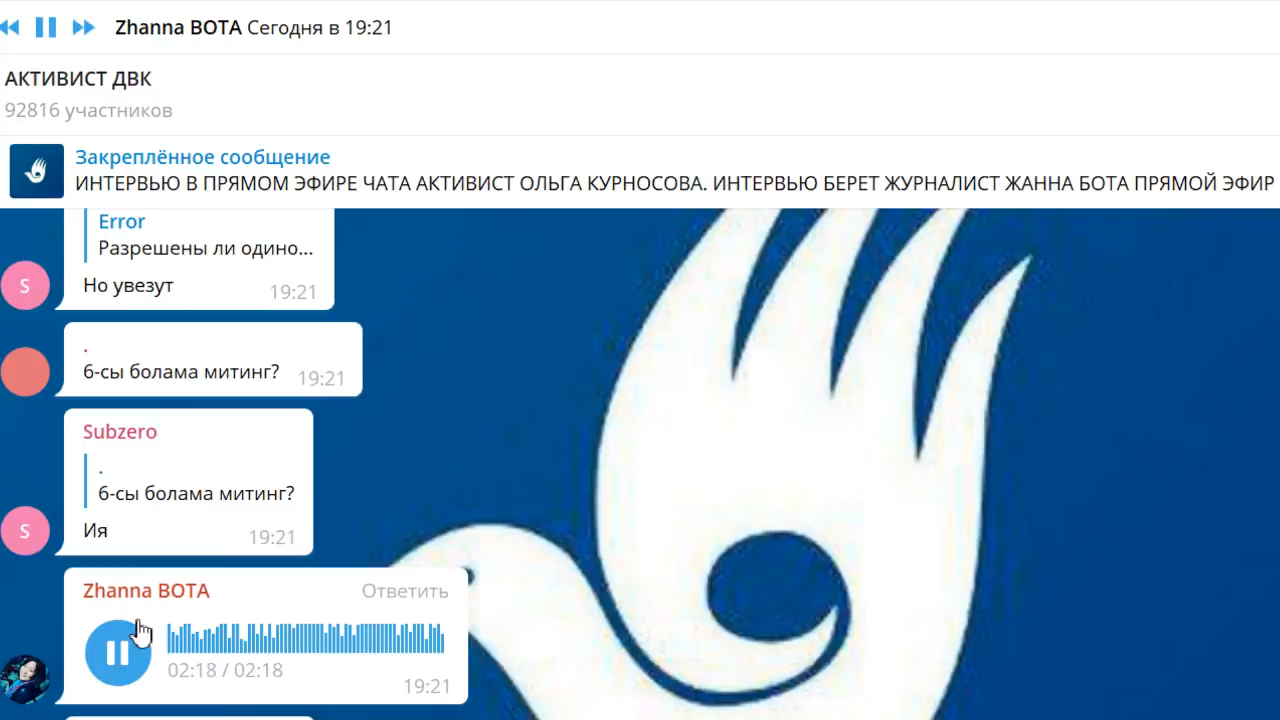 Zhanna BOTA Сегодня в 19:21
АКТИВИСТ ДВК
92816 участников
Закреплённое сообщение
ИНТЕРВЬЮ В ПРЯМОМ ЭФИРЕ ЧАТА АКТИВИСТ ОЛЬГА КУРНОСОВА. ИНТЕРВЬЮ БЕРЕТ ЖУРНАЛИСТ ЖАННА БОТА ПРЯМОЙ ЭФИР
Error
Разрешены ли одино...
Но увезут
19:21
S
.
6-сы болама митинг?
19:21
Subzero
.
6-сы болама митинг?
Ия
19:21
S
Zhanna BOTA Ответить
02:18 / 02:18
19:21